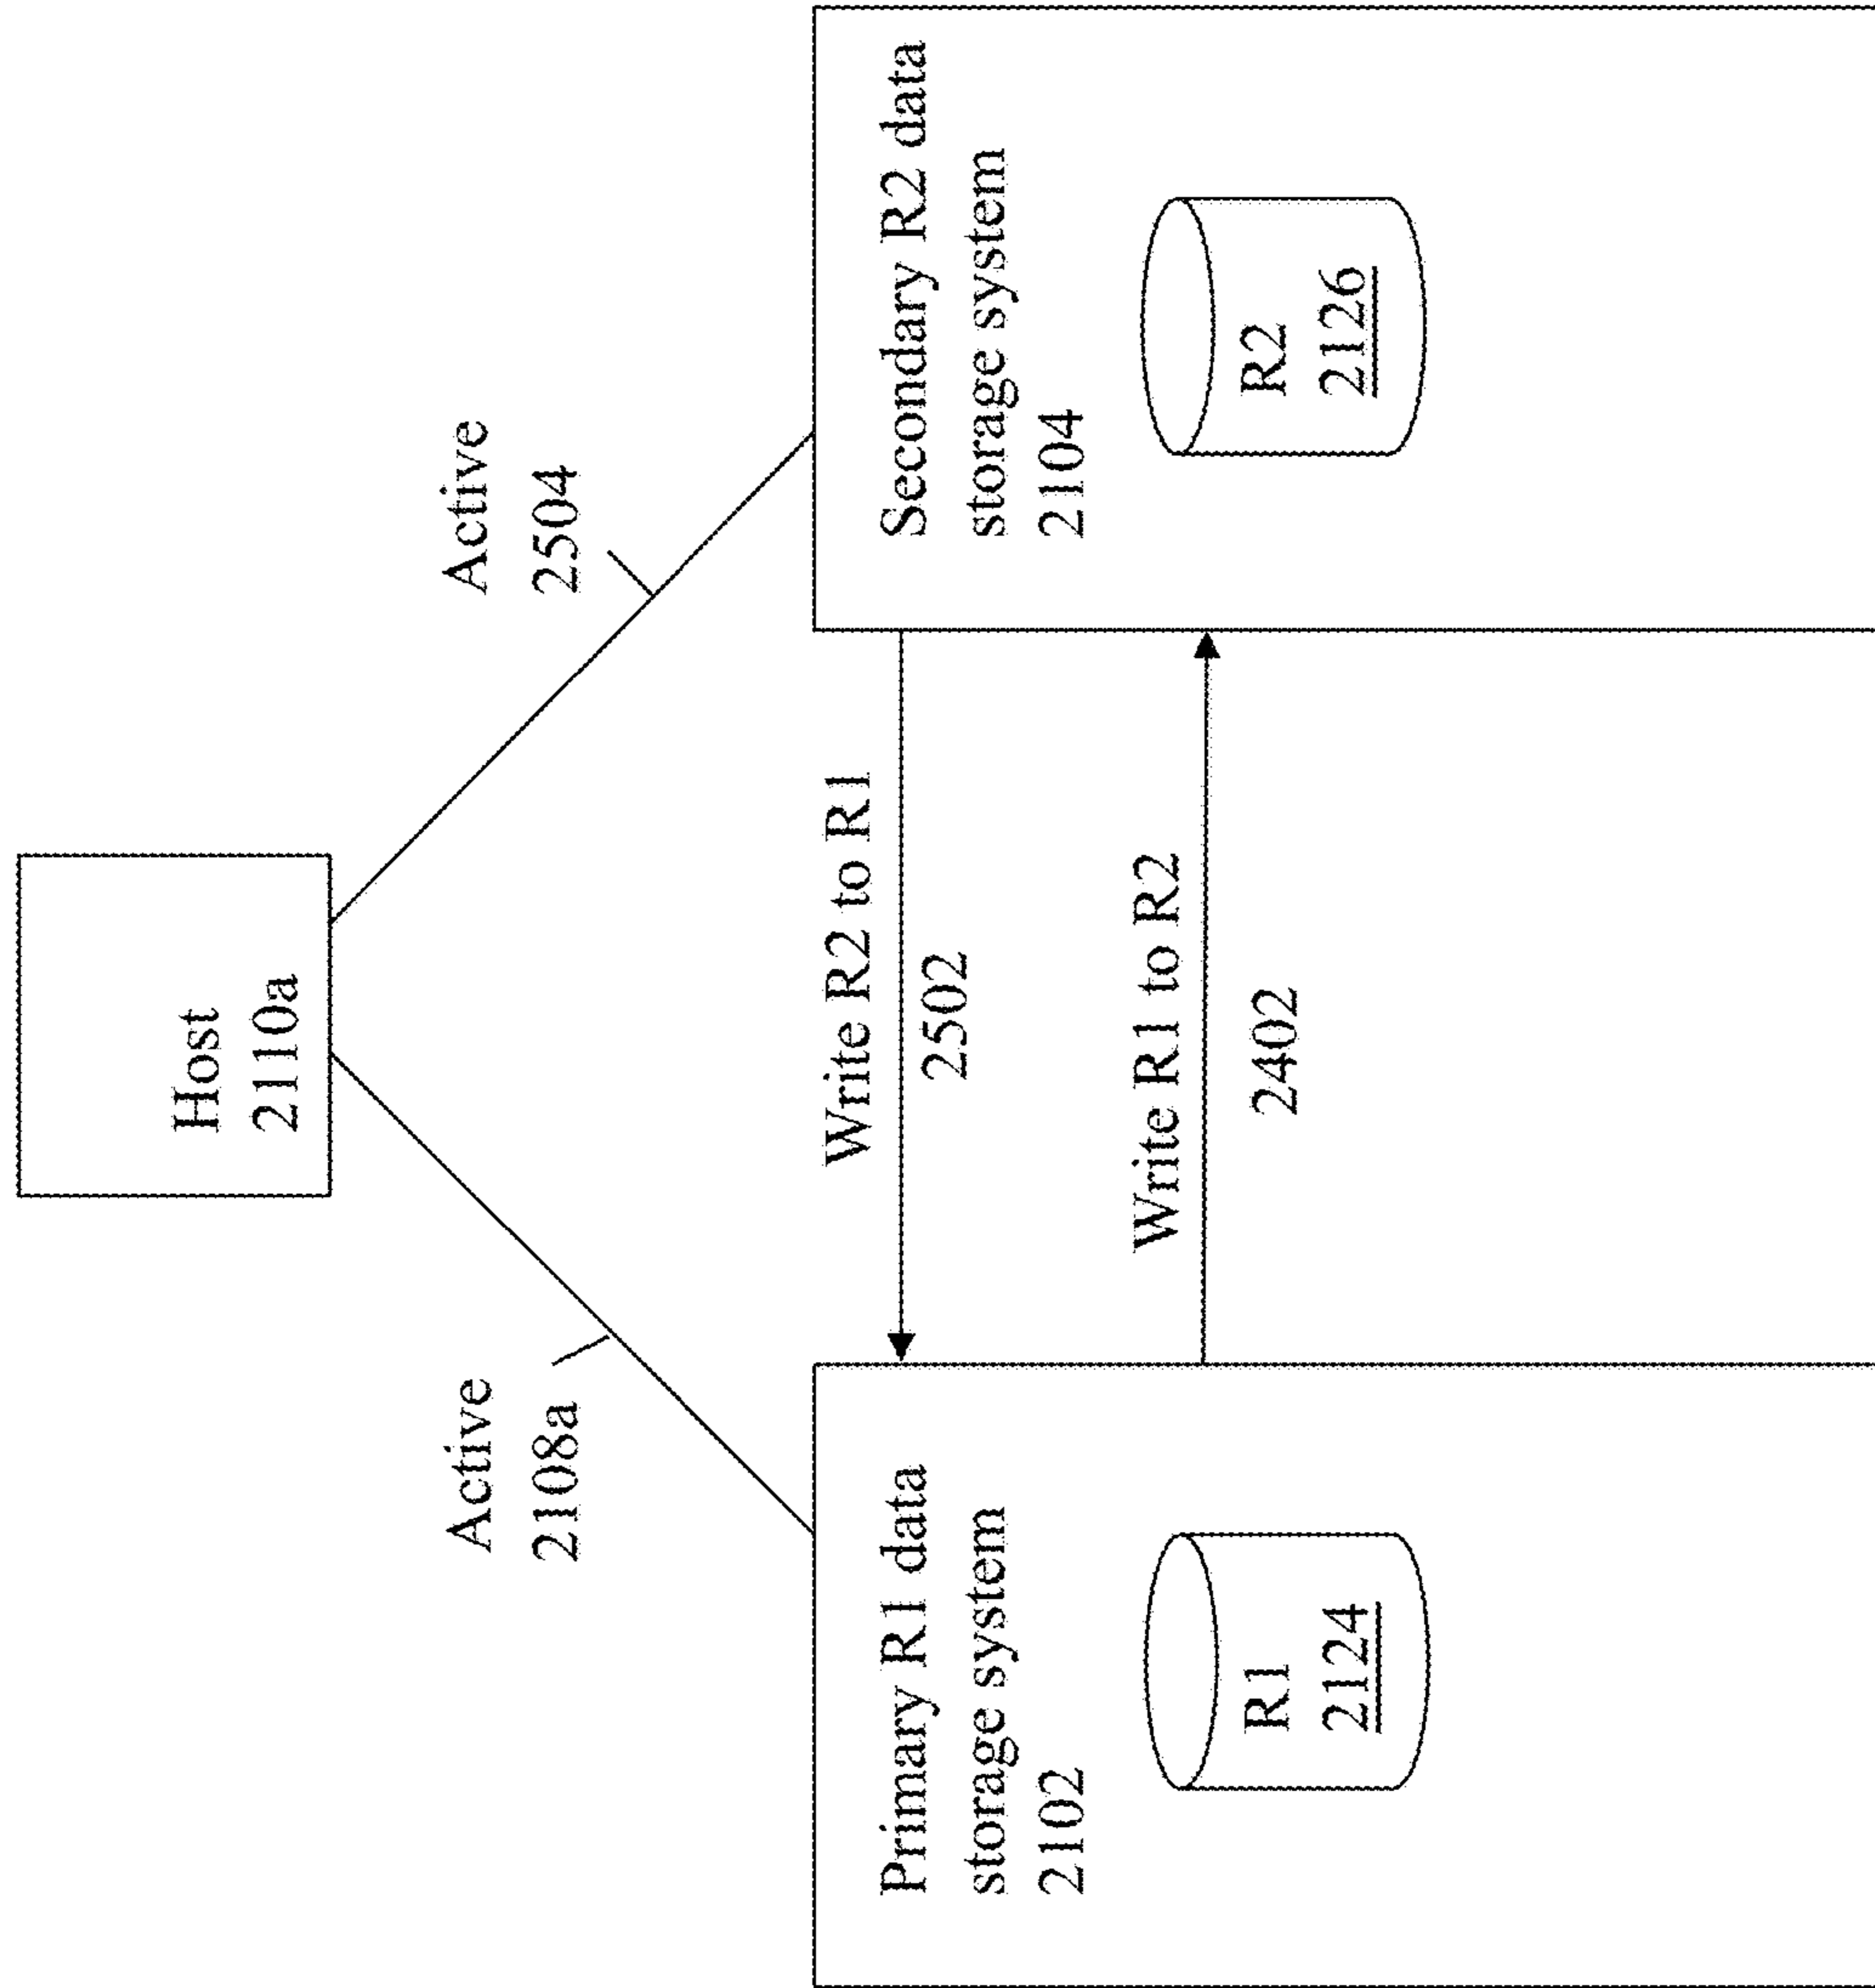 Host
2110a
Active
2108a
Active
2504
Primary R1 data
storage system
2102
R1
2124
Write R2 to R1
2502
Write R1 to R2
2402
Secondary R2 data
storage system
2104
R2
2126